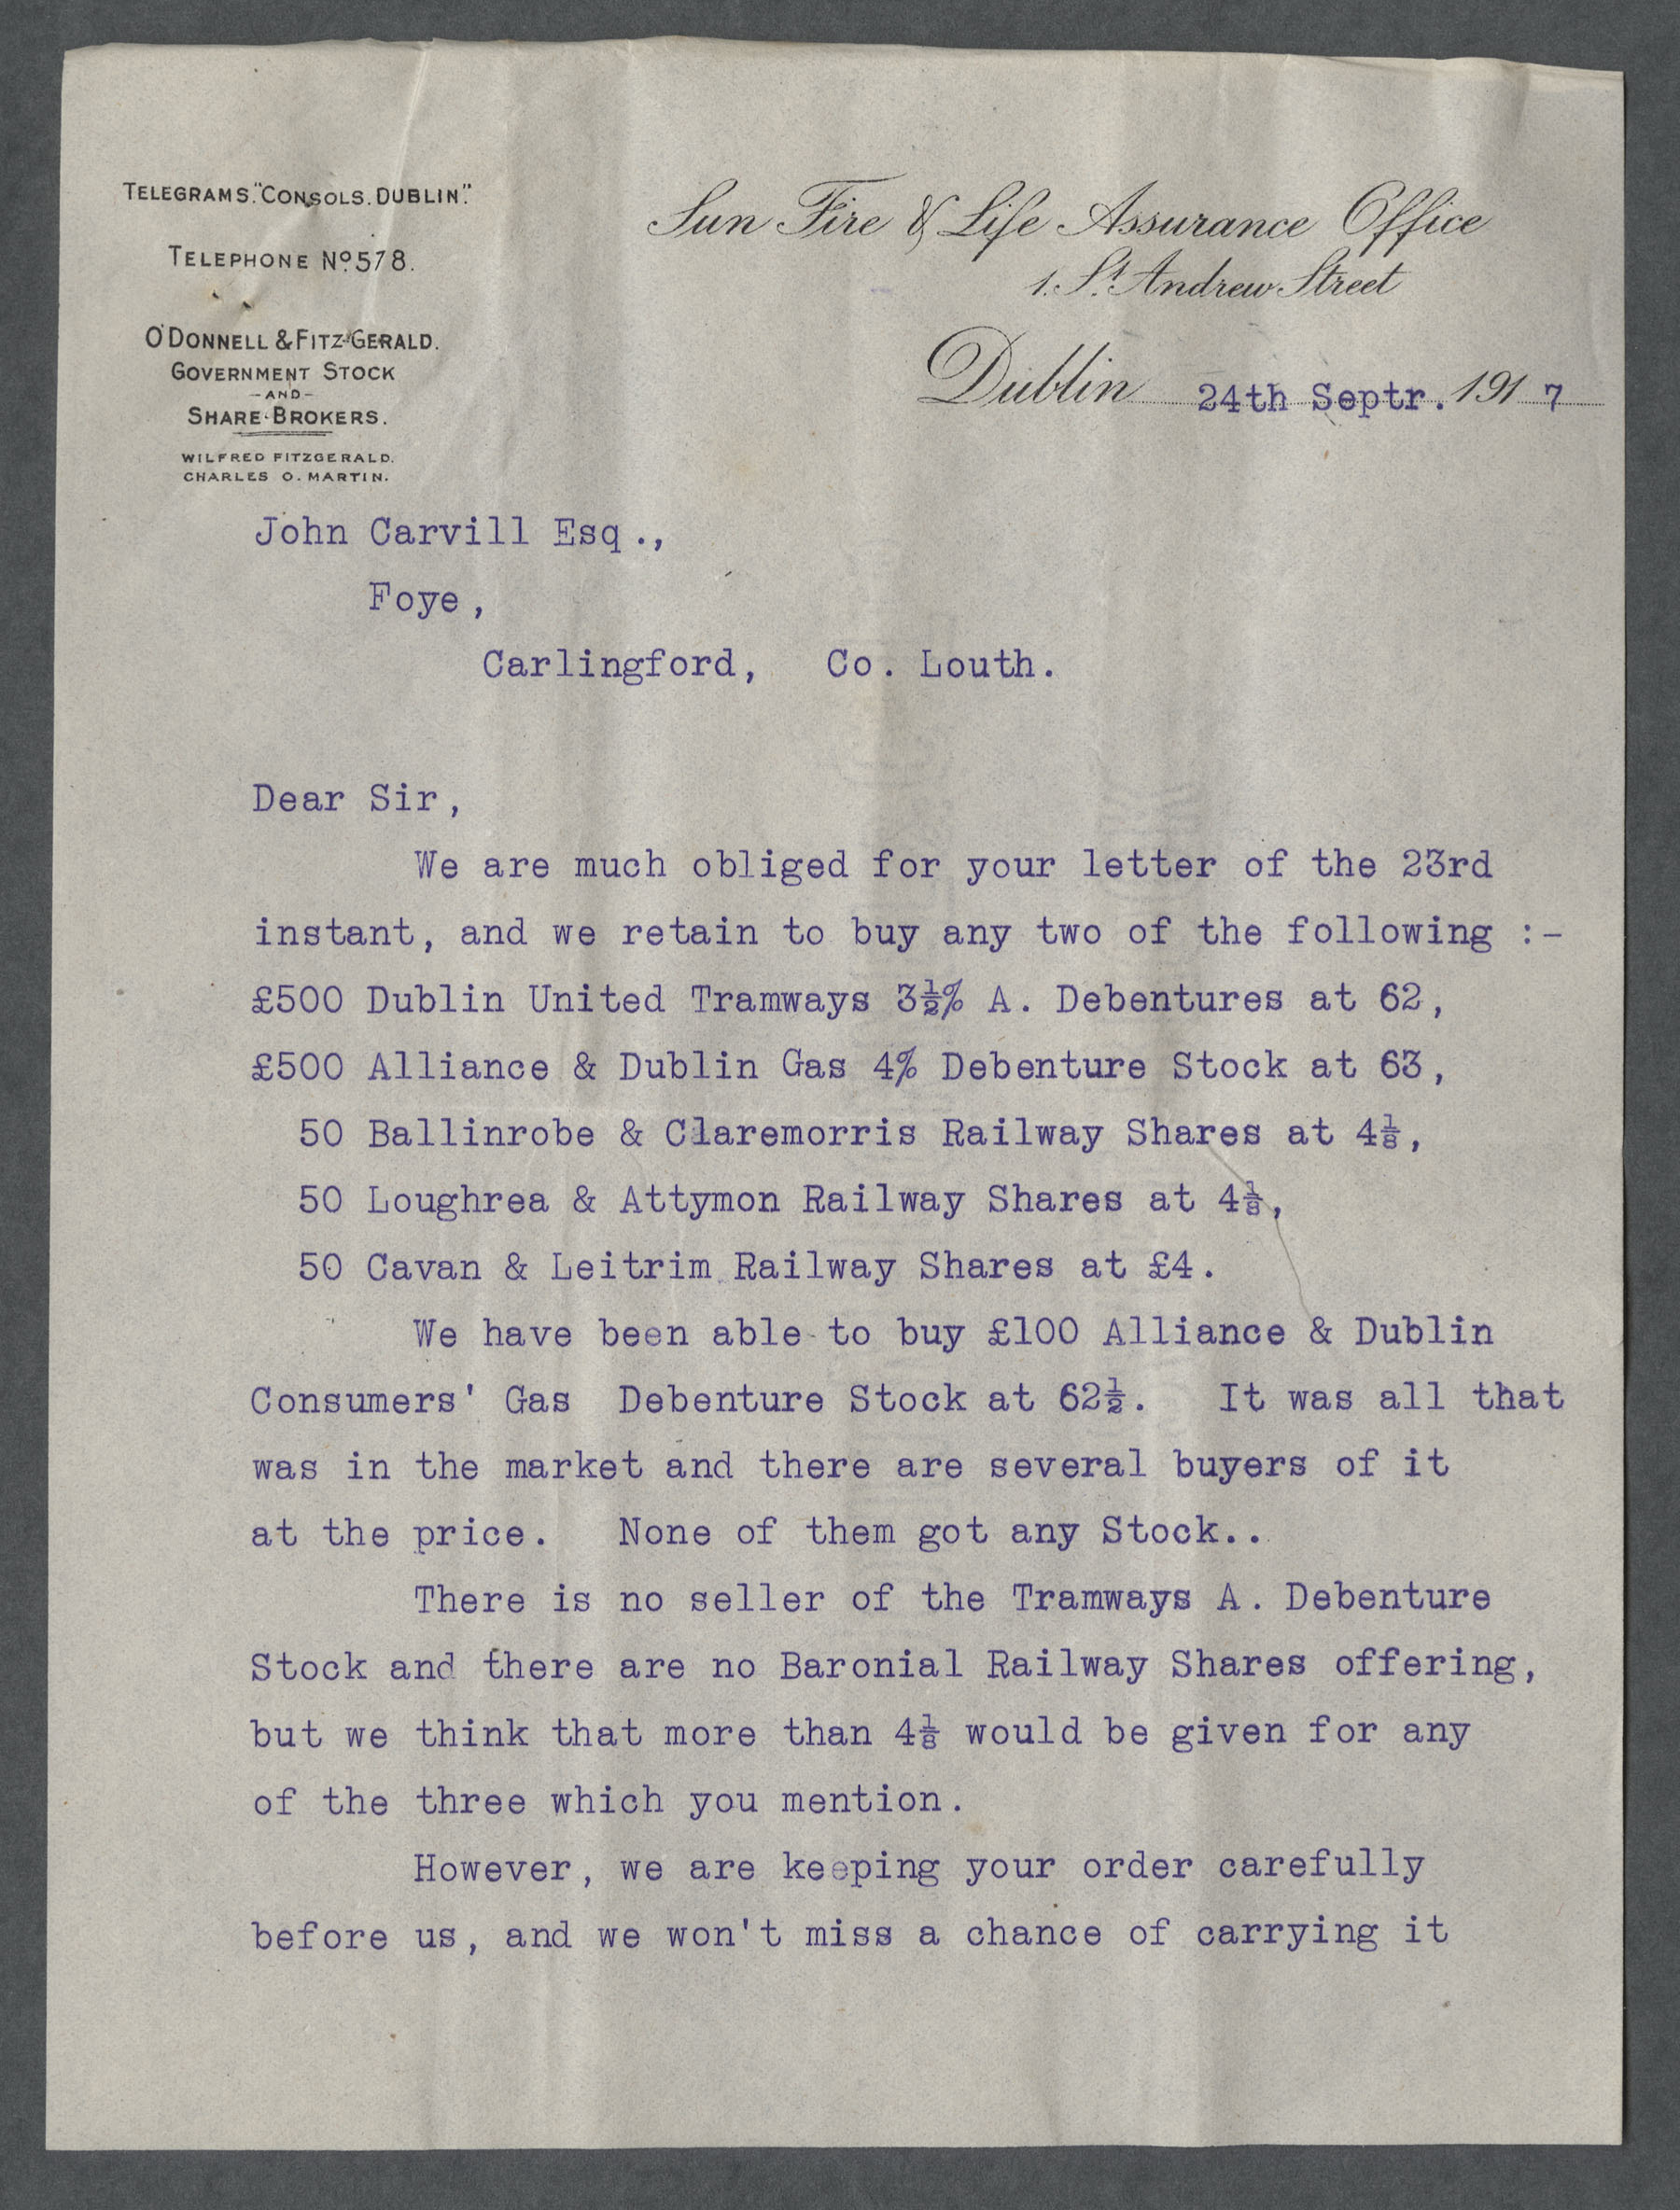 TELEGRAMS. "CONSOLS. DUBLIN."
TELEPHONE No. 578.
O'DONNELL & FITZ-GERALD.
GOVERNMENT STOCK
-AND-
SHARE-BROKERS.
WILFRED FITZGERALD.
CHARLES O. MARTIN.
Sun Fire & Life Assurance Office
1. St. Andrew Street
Dublin 24th Septr. 1917
John Carvill Esq.,
Foye,
Carlingford, Co. Louth.
Dear Sir,
We are much obliged for your letter of the 23rd
instant, and we retain to buy any two of the following :-
£500 Dublin United Tramways 3½% A. Debentures at 62,
£500 Alliance & Dublin Gas 4% Debenture Stock at 63,
50 Ballinrobe & Claremorris Railway Shares at 4⅛,
50 Loughrea & Attymon Railway Shares at 4⅛,
50 Cavan & Leitrim Railway Shares at £4.
We have been able to buy £100 Alliance & Dublin
Consumers' Gas Debenture Stock at 62½. It was all that
was in the market and there are several buyers of it
at the price. None of them got any Stock..
There is no seller of the Tramways A. Debenture
Stock and there are no Baronial Railway Shares offering,
but we think that more than 4⅛ would be given for any
of the three which you mention.
However, we are keeping your order carefully
before us, and we won't miss a chance of carrying it